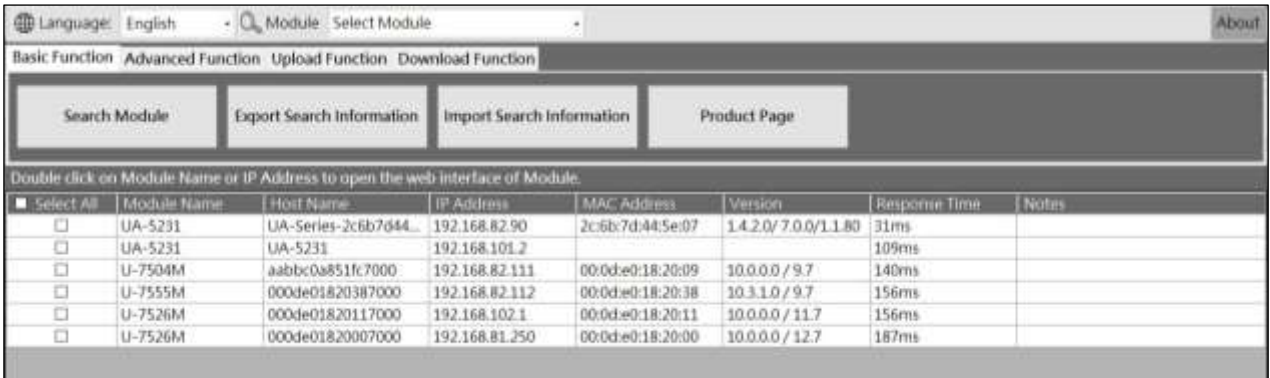 Language: English Module Select Module About
Basic Function Advanced Function Upload Function Download Function
Search Module Export Search Information Import Search Information Product Page
Double click on Module Name or IP Address to open the web interface of Module.
Select All Module Name Host Name IP Address MAC Address Version Response Time Notes
UA-5231 UA-Series-2c6b7d44... 192.168.82.90 2c:6b:7d:44:5e:07 1.4.2.0/ 7.0.0/1.1.80 31ms
UA-5231 UA-5231 192.168.101.2 109ms
U-7504M aabbc0a851fc7000 192.168.82.111 00:0d:e0:18:20:09 10.0.0.0 / 9.7 140ms
U-7555M 000de01820387000 192.168.82.112 00:0d:e0:18:20:38 10.3.1.0 / 9.7 156ms
U-7526M 000de01820117000 192.168.102.1 00:0d:e0:18:20:11 10.0.0.0 / 11.7 156ms
U-7526M 000de01820007000 192.168.81.250 00:0d:e0:18:20:00 10.0.0.0 / 12.7 187ms